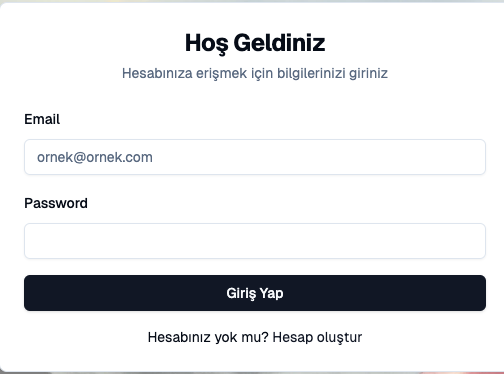 Hoş Geldiniz
Hesabınıza erişmek için bilgilerinizi giriniz
Email
ornek@ornek.com
Password
Giriş Yap
Hesabınız yok mu? Hesap oluştur